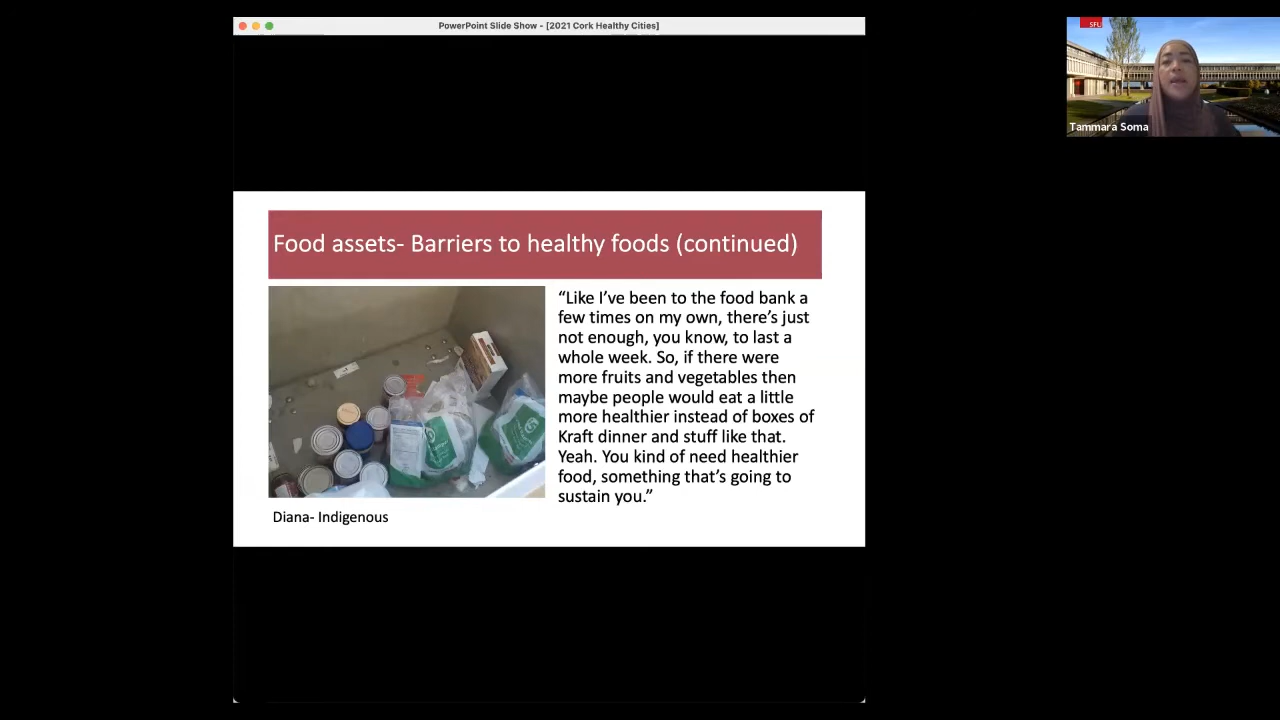 PowerPoint Slide Show - [2021 Cork Healthy Cities]
SFU
Tammara Soma
Food assets- Barriers to healthy foods (continued)
“Like I’ve been to the food bank a
few times on my own, there’s just
not enough, you know, to last a
whole week. So, if there were
more fruits and vegetables then
maybe people would eat a little
more healthier instead of boxes of
Kraft dinner and stuff like that.
Yeah. You kind of need healthier
food, something that’s going to
sustain you.”
Diana- Indigenous